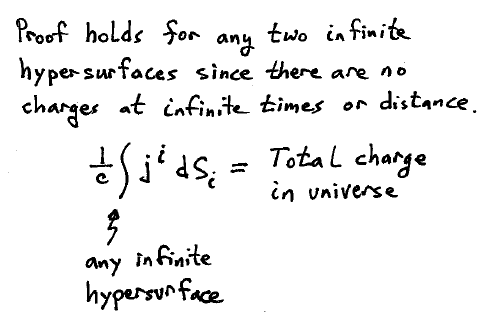 Proof holds for any two infinite
hypersurfaces since there are no
charges at infinite times or distance.
1/c ∫ j^i dS_i = Total charge
in universe
any infinite
hypersurface